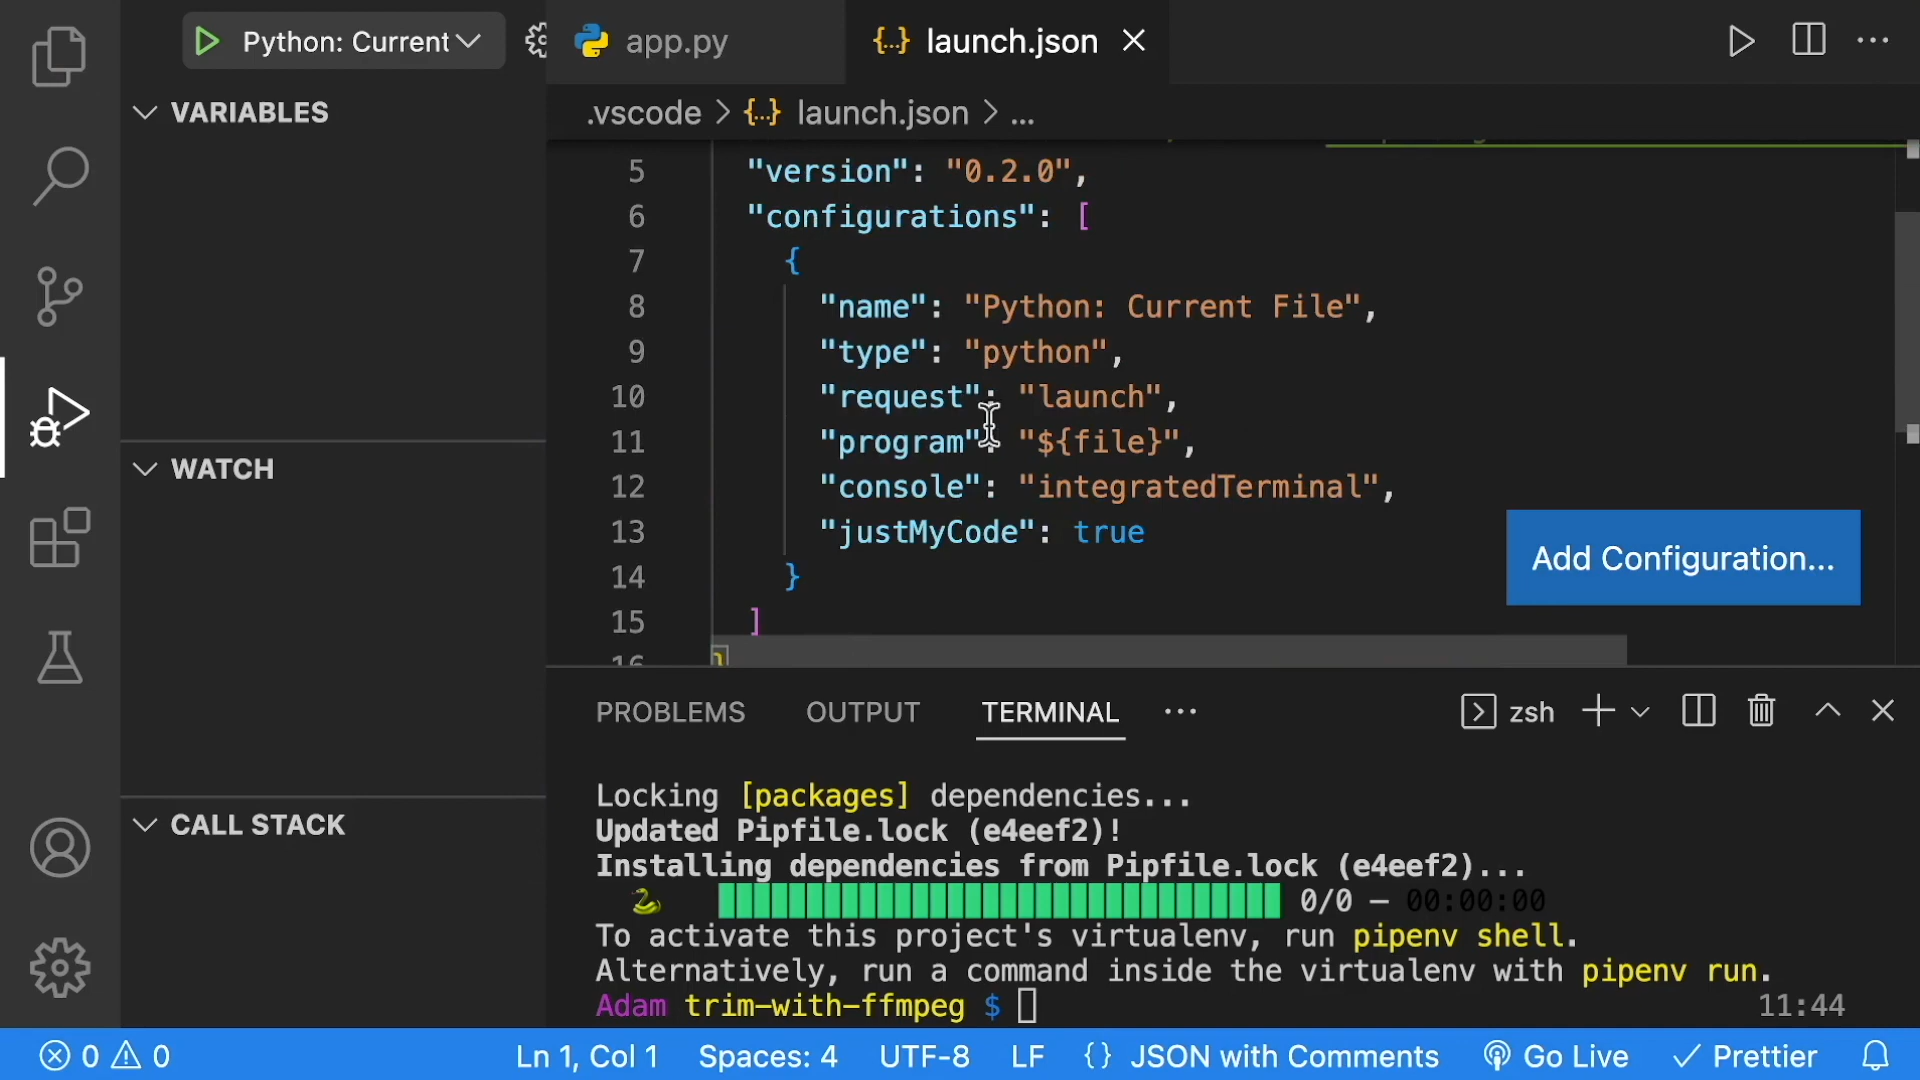 Python: Current
app.py
{..} launch.json
VARIABLES
.vscode > {..} launch.json > ...
5 "version": "0.2.0",
6 "configurations": [
7 {
8 "name": "Python: Current File",
9 "type": "python",
10 "request": "launch",
11 "program": "${file}",
12 "console": "integratedTerminal",
13 "justMyCode": true
14 }
15 ]
16 }
Add Configuration...
WATCH
CALL STACK
PROBLEMS OUTPUT TERMINAL ...
zsh
Locking [packages] dependencies...
Updated Pipfile.lock (e4eef2)!
Installing dependencies from Pipfile.lock (e4eef2)...
0/0 — 00:00:00
To activate this project's virtualenv, run pipenv shell.
Alternatively, run a command inside the virtualenv with pipenv run.
Adam trim-with-ffmpeg $
11:44
0 0 Ln 1, Col 1 Spaces: 4 UTF-8 LF {} JSON with Comments Go Live Prettier